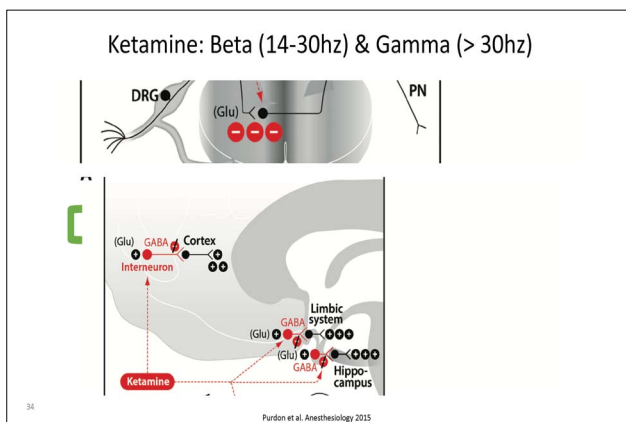 Ketamine: Beta (14-30hz) & Gamma (> 30hz)
DRG
(Glu)
PN
(Glu)
GABA
Cortex
Interneuron
Limbic
system
GABA
(Glu)
(Glu)
GABA
Hippo-
campus
Ketamine
34
Purdon et al. Anesthesiology 2015